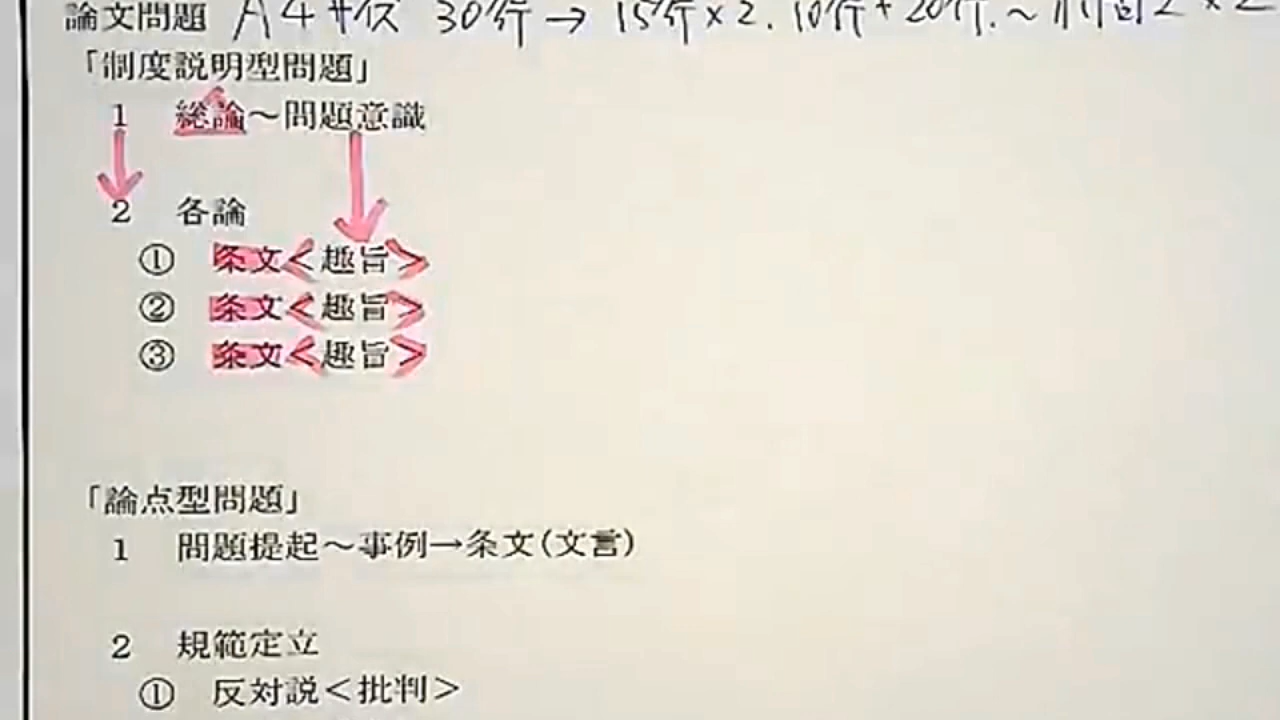 論文問題 A4サイズ 30行→15行×2. 10行+20行.～
「制度説明型問題」
1 総論～問題意識
2 各論
① 条文<趣旨>
② 条文<趣旨>
③ 条文<趣旨>
「論点型問題」
1 問題提起～事例→条文(文言)
2 規範定立
① 反対説<批判>